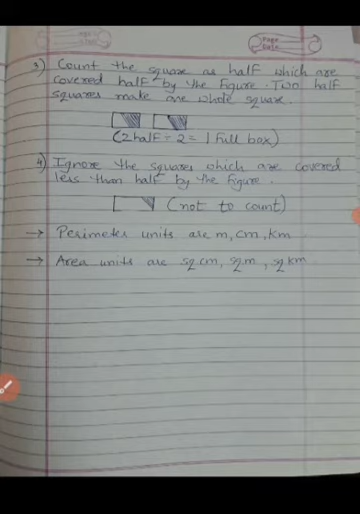 Page
Date
3) Count the square as half which are
covered half by the figure. Two half
squares make one whole square.
(2 half ÷ 2 = 1 full box)
4) Ignore the squares which are covered
less than half by the figure.
(not to count)
→ Perimeter units are m, cm, km
→ Area units are sq cm, sq m, sq km